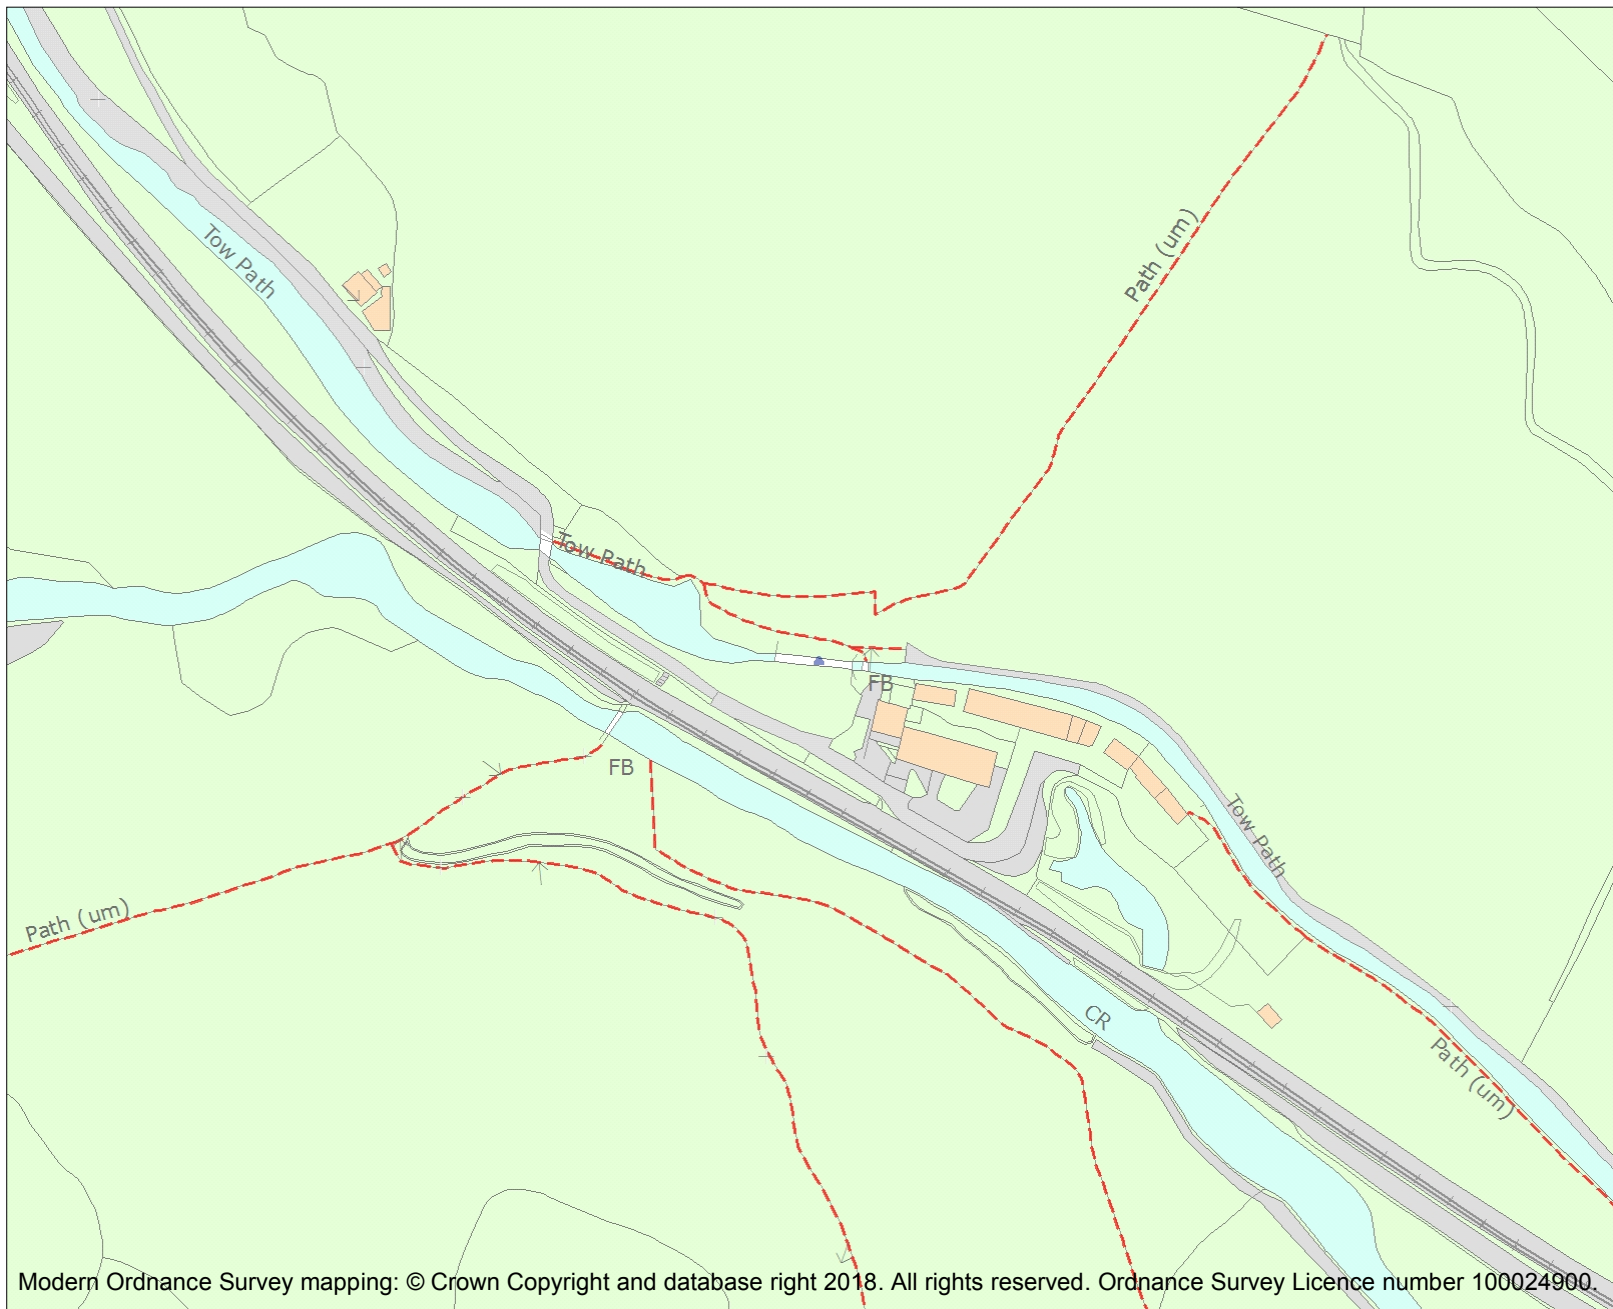 Path (um)
Tow Path
Tow Path
FB
FB
Tow Path
Path (um)
CR
Path (um)
Modern Ordnance Survey mapping: © Crown Copyright and database right 2018. All rights reserved. Ordnance Survey Licence number 100024900.